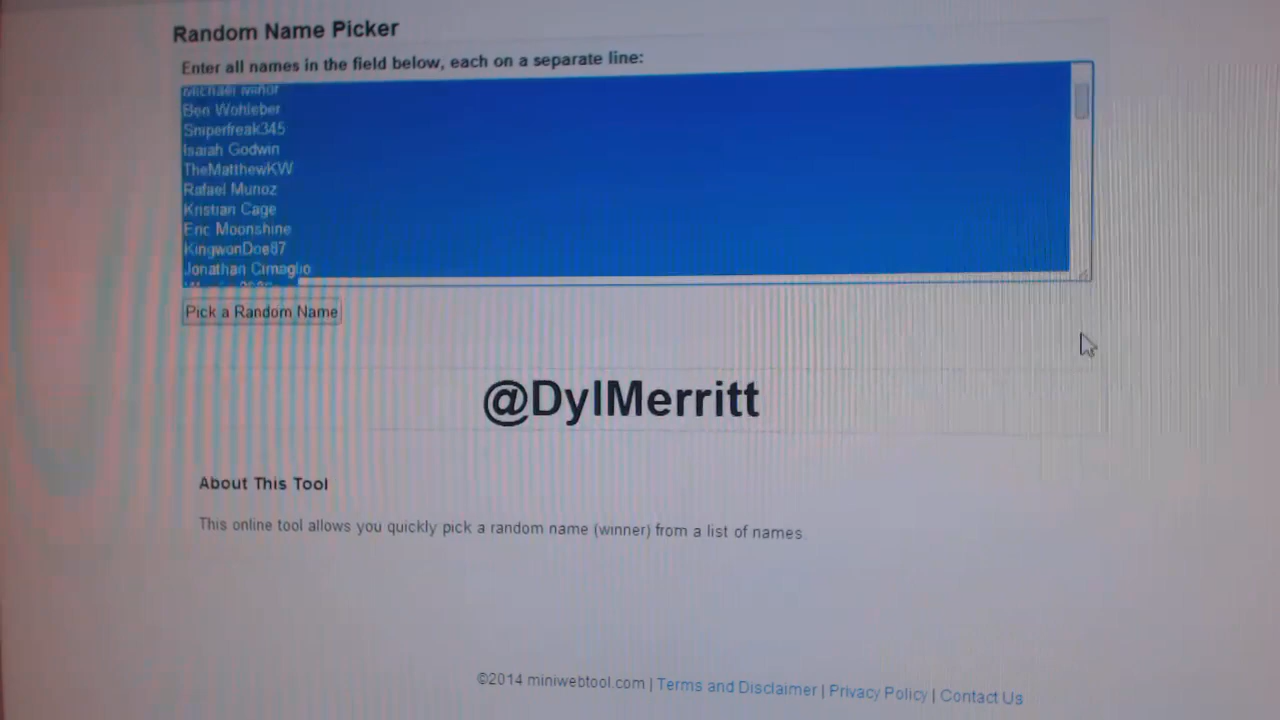 Random Name Picker
Enter all names in the field below, each on a separate line:
Michael Minor
Ben Wohleber
Sniperfreak345
Isaiah Godwin
TheMatthewKW
Rafael Munoz
Kristian Cage
Eric Moonshine
KingwonDoe87
Jonathan Cimaglio
Pick a Random Name
@DylMerritt
About This Tool
This online tool allows you quickly pick a random name (winner) from a list of names
©2014 miniwebtool.com | Terms and Disclaimer | Privacy Policy | Contact Us